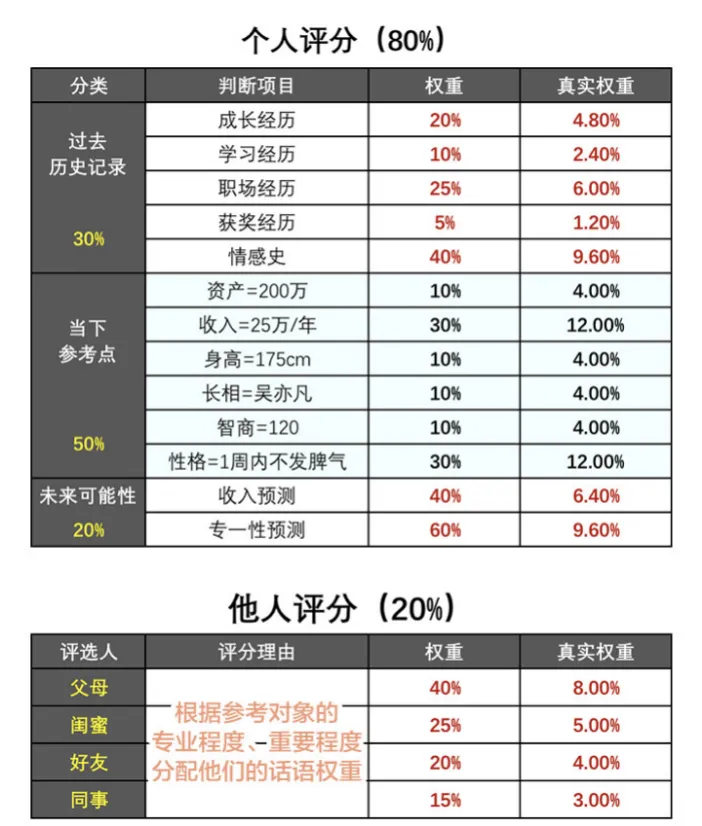 个人评分（80%）
分类 判断项目 权重 真实权重
过去
历史记录
30%
成长经历 20% 4.80%
学习经历 10% 2.40%
职场经历 25% 6.00%
获奖经历 5% 1.20%
情感史 40% 9.60%
当下
参考点
50%
资产=200万 10% 4.00%
收入=25万/年 30% 12.00%
身高=175cm 10% 4.00%
长相=吴亦凡 10% 4.00%
智商=120 10% 4.00%
性格=1周内不发脾气 30% 12.00%
未来可能性
20%
收入预测 40% 6.40%
专一性预测 60% 9.60%
他人评分（20%）
评选人 评分理由 权重 真实权重
父母 40% 8.00%
闺蜜 25% 5.00%
好友 20% 4.00%
同事 15% 3.00%
根据参考对象的
专业程度、重要程度
分配他们的话语权重